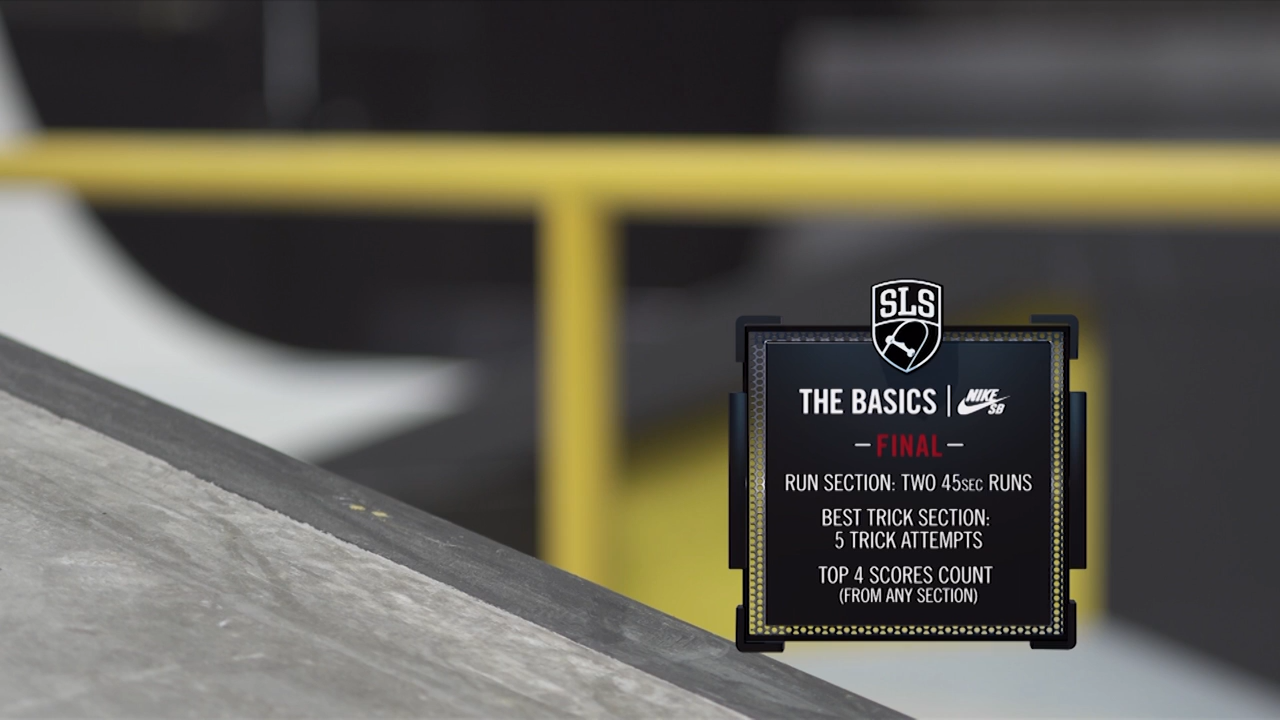 SLS
THE BASICS | NIKE SB
– FINAL –
RUN SECTION: TWO 45SEC RUNS
BEST TRICK SECTION:
5 TRICK ATTEMPTS
TOP 4 SCORES COUNT
(FROM ANY SECTION)